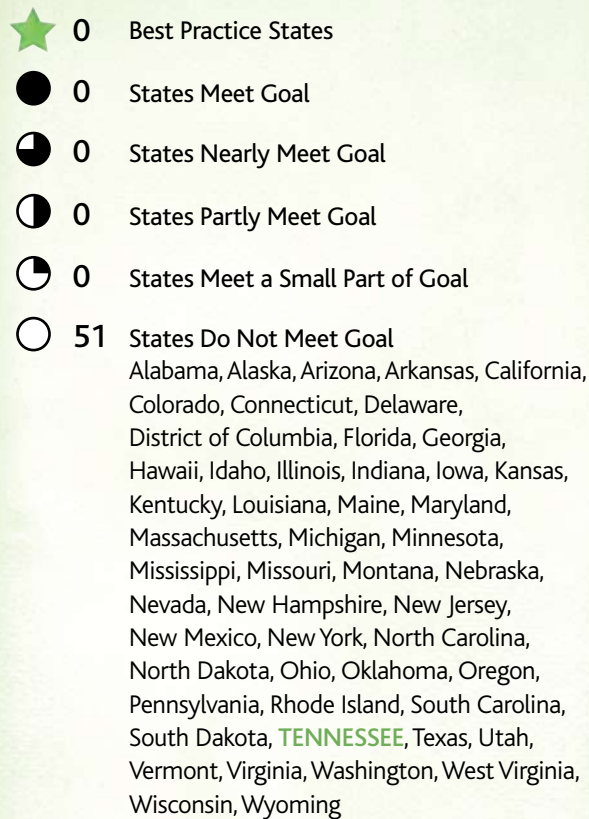 0 Best Practice States
0 States Meet Goal
0 States Nearly Meet Goal
0 States Partly Meet Goal
0 States Meet a Small Part of Goal
51 States Do Not Meet Goal
Alabama, Alaska, Arizona, Arkansas, California,
Colorado, Connecticut, Delaware,
District of Columbia, Florida, Georgia,
Hawaii, Idaho, Illinois, Indiana, Iowa, Kansas,
Kentucky, Louisiana, Maine, Maryland,
Massachusetts, Michigan, Minnesota,
Mississippi, Missouri, Montana, Nebraska,
Nevada, New Hampshire, New Jersey,
New Mexico, New York, North Carolina,
North Dakota, Ohio, Oklahoma, Oregon,
Pennsylvania, Rhode Island, South Carolina,
South Dakota, TENNESSEE, Texas, Utah,
Vermont, Virginia, Washington, West Virginia,
Wisconsin, Wyoming